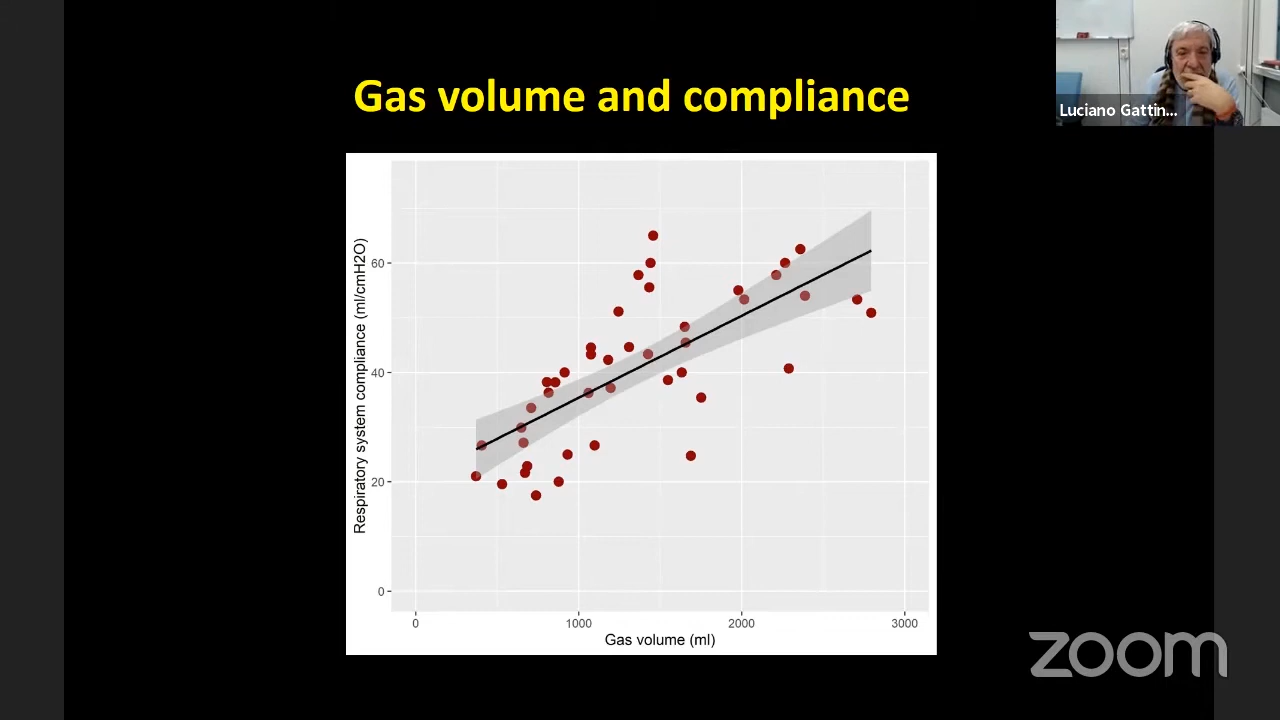 Gas volume and compliance
Luciano Gattin...
Respiratory system compliance (ml/cmH2O)
60
40
20
0
0 1000 2000 3000
Gas volume (ml)
zoom